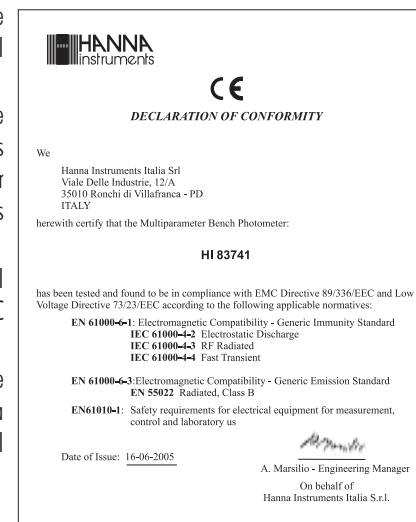 HANNA
instruments
CE
DECLARATION OF CONFORMITY
We
Hanna Instruments Italia Srl
Viale Delle Industrie, 12/A
35010 Ronchi di Villafranca - PD
ITALY
herewith certify that the Multiparameter Bench Photometer:
HI 83741
has been tested and found to be in compliance with EMC Directive 89/336/EEC and Low
Voltage Directive 73/23/EEC according to the following applicable normatives:
EN 61000-6-1: Electromagnetic Compatibility - Generic Immunity Standard
IEC 61000-4-2 Electrostatic Discharge
IEC 61000-4-3 RF Radiated
IEC 61000-4-4 Fast Transient
EN 61000-6-3:Electromagnetic Compatibility - Generic Emission Standard
EN 55022 Radiated, Class B
EN61010-1: Safety requirements for electrical equipment for measurement,
control and laboratory us
Date of Issue: 16-06-2005
A. Marsilio - Engineering Manager
On behalf of
Hanna Instruments Italia S.r.l.